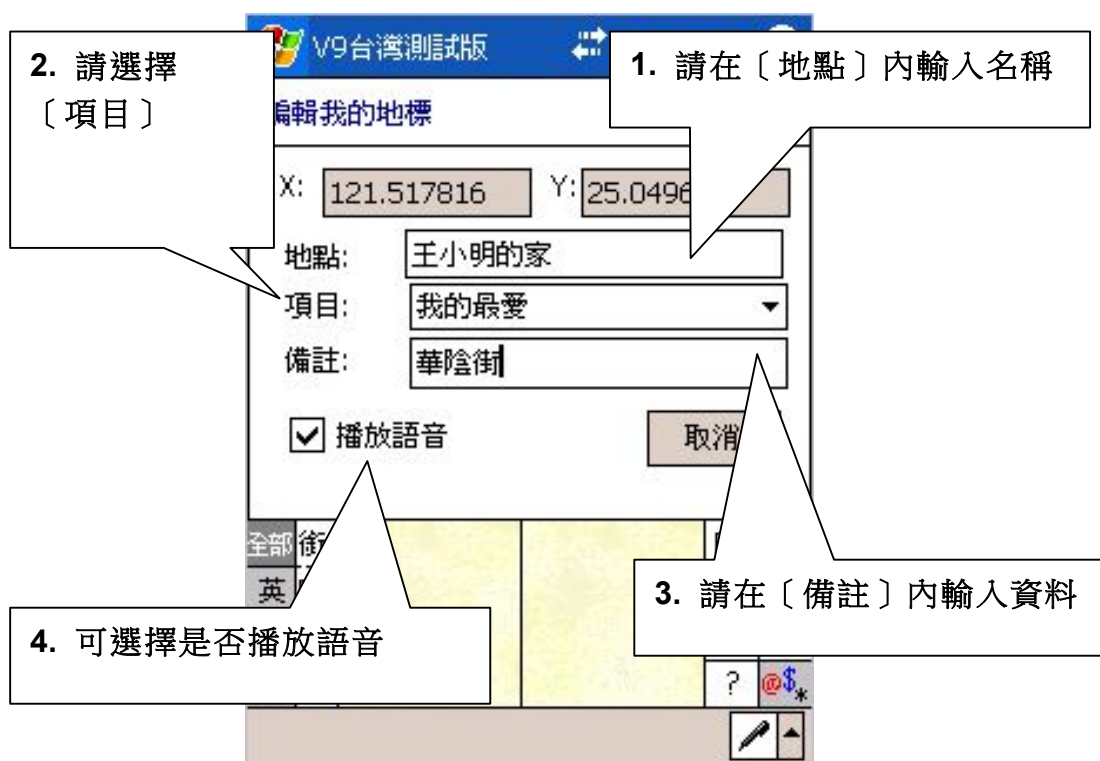 V9台灣測試版
2. 請選擇
〔項目〕
1. 請在〔地點〕內輸入名稱
編輯我的地標
X: 121.517816 Y: 25.0496
地點: 王小明的家
項目: 我的最愛
備註: 華陰街
播放語音
取消
全部
英
3. 請在〔備註〕內輸入資料
4. 可選擇是否播放語音
? @$*